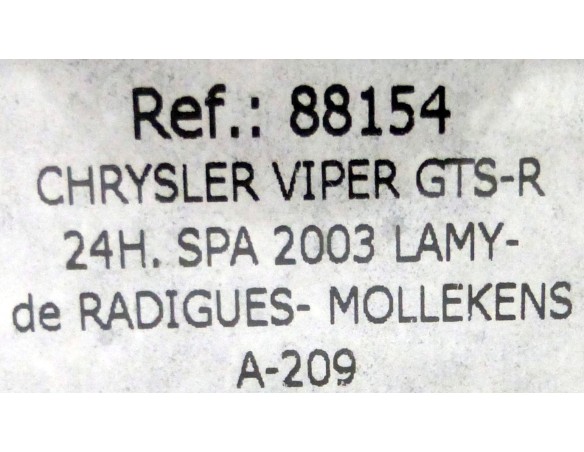 Ref.: 88154
CHRYSLER VIPER GTS-R
24H. SPA 2003 LAMY-
de RADIGUES- MOLLEKENS
A-209